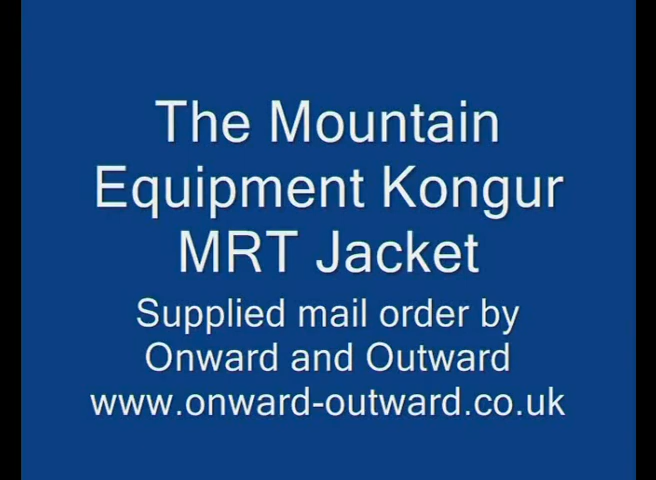 The Mountain
Equipment Kongur
MRT Jacket
Supplied mail order by
Onward and Outward
www.onward-outward.co.uk